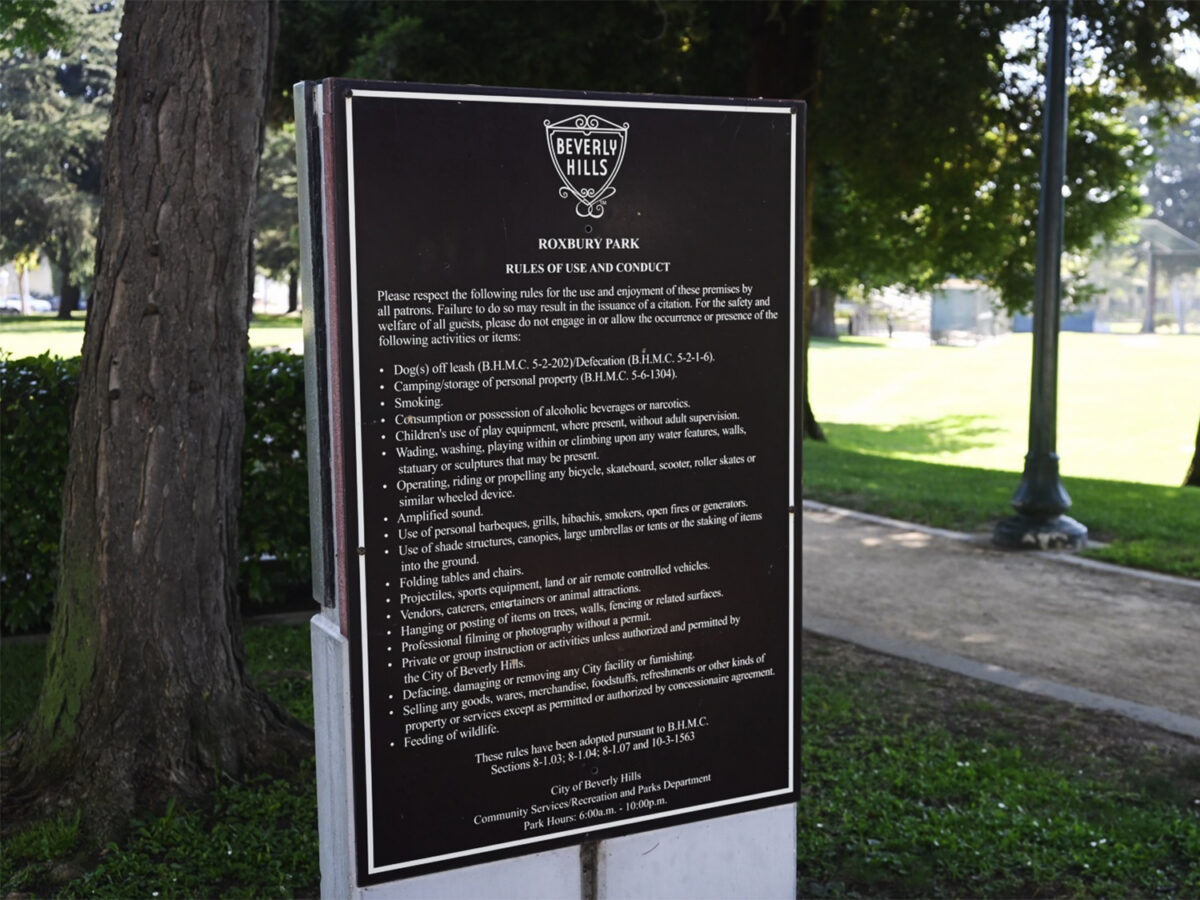 BEVERLY
HILLS
TM
ROXBURY PARK
RULES OF USE AND CONDUCT
Please respect the following rules for the use and enjoyment of these premises by
all patrons. Failure to do so may result in the issuance of a citation. For the safety and
welfare of all guests, please do not engage in or allow the occurrence or presence of the
following activities or items:
• Dog(s) off leash (B.H.M.C. 5-2-202)/Defecation (B.H.M.C. 5-2-1-6).
• Camping/storage of personal property (B.H.M.C. 5-6-1304).
• Smoking.
• Consumption or possession of alcoholic beverages or narcotics.
• Children's use of play equipment, where present, without adult supervision.
• Wading, washing, playing within or climbing upon any water features, walls,
statuary or sculptures that may be present.
• Operating, riding or propelling any bicycle, skateboard, scooter, roller skates or
similar wheeled device.
• Amplified sound.
• Use of personal barbeques, grills, hibachis, smokers, open fires or generators.
• Use of shade structures, canopies, large umbrellas or tents or the staking of items
into the ground.
• Folding tables and chairs.
• Projectiles, sports equipment, land or air remote controlled vehicles.
• Vendors, caterers, entertainers or animal attractions.
• Hanging or posting of items on trees, walls, fencing or related surfaces.
• Professional filming or photography without a permit.
• Private or group instruction or activities unless authorized and permitted by
the City of Beverly Hills.
• Defacing, damaging or removing any City facility or furnishing.
• Selling any goods, wares, merchandise, foodstuffs, refreshments or other kinds of
property or services except as permitted or authorized by concessionaire agreement.
• Feeding of wildlife.
These rules have been adopted pursuant to B.H.M.C.
Sections 8-1.03; 8-1.04; 8-1.07 and 10-3-1563
City of Beverly Hills
Community Services/Recreation and Parks Department
Park Hours: 6:00a.m. - 10:00p.m.